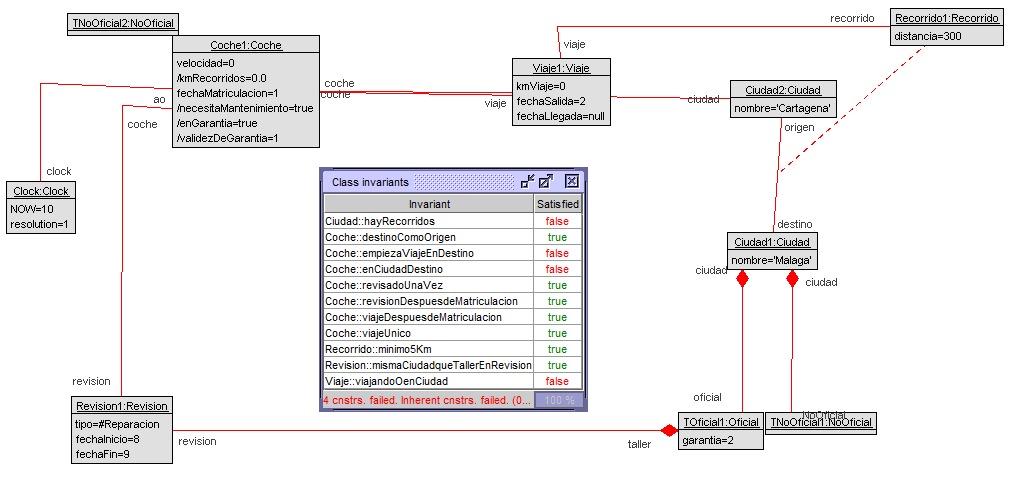 TNoOficial2:NoOficial
Coche1:Coche
velocidad=0
/kmRecorridos=0.0
fechaMatriculacion=1
/necesitaMantenimiento=true
/enGarantia=true
/validezDeGarantia=1
recorrido
Recorrido1:Recorrido
distancia=300
viaje
Viaje1:Viaje
kmViaje=0
fechaSalida=2
fechaLlegada=null
coche
coche
viaje
ciudad
Ciudad2:Ciudad
nombre='Cartagena'
origen
ao
coche
clock
Clock:Clock
NOW=10
resolution=1
Class invariants
Invariant Satisfied
Ciudad::hayRecorridos false
Coche::destinoComoOrigen true
Coche::empiezaViajeEnDestino false
Coche::enCiudadDestino false
Coche::revisadoUnaVez true
Coche::revisionDespuesdeMatriculacion true
Coche::viajeDespuesdeMatriculacion true
Coche::viajeUnico true
Recorrido::minimo5Km true
Revision::mismaCiudadqueTallerEnRevision true
Viaje::viajandoOenCiudad false
4 cnstrs. failed. Inherent cnstrs. failed. (0... 100 %
destino
Ciudad1:Ciudad
nombre='Malaga'
ciudad
ciudad
revision
Revision1:Revision
tipo=#Reparacion
fechaInicio=8
fechaFin=9
revision
taller
oficial
TOficial1:Oficial
garantia=2
NoOficial
TNoOficial1:NoOficial